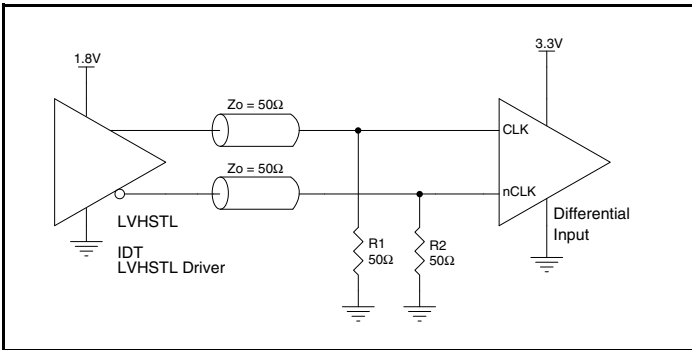 1.8V
3.3V
Zo = 50Ω
CLK
Zo = 50Ω
nCLK
LVHSTL
IDT
LVHSTL Driver
R1
50Ω
R2
50Ω
Differential
Input